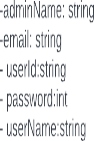 -adminName: string
-email: string
- userId:string
- password:int
- userName:string